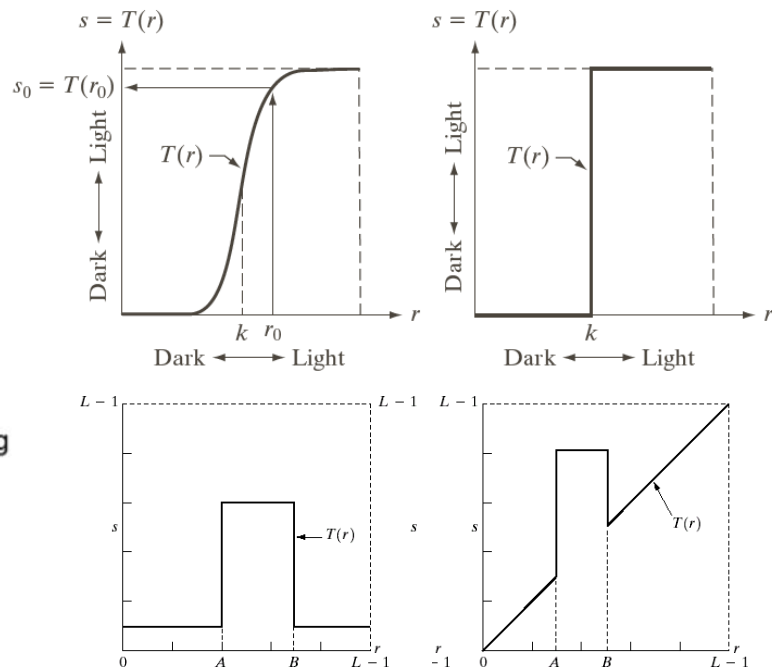 s = T(r)
s₀ = T(r₀)
T(r)
Dark
Light
k
r₀
r
Dark
Light
s = T(r)
T(r)
Dark
Light
k
r
Dark
Light
g
L − 1
s
T(r)
0
A
B
L − 1
r
L − 1
L − 1
s
s
T(r)
r
-1
0
A
B
L − 1
r